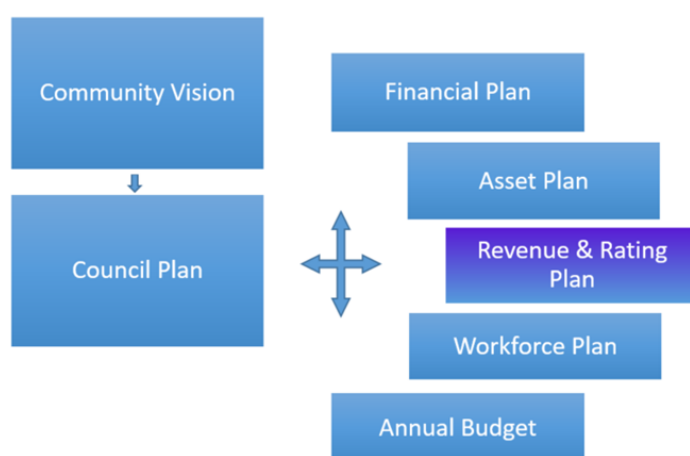 Community Vision
Council Plan
Financial Plan
Asset Plan
Revenue & Rating
Plan
Workforce Plan
Annual Budget